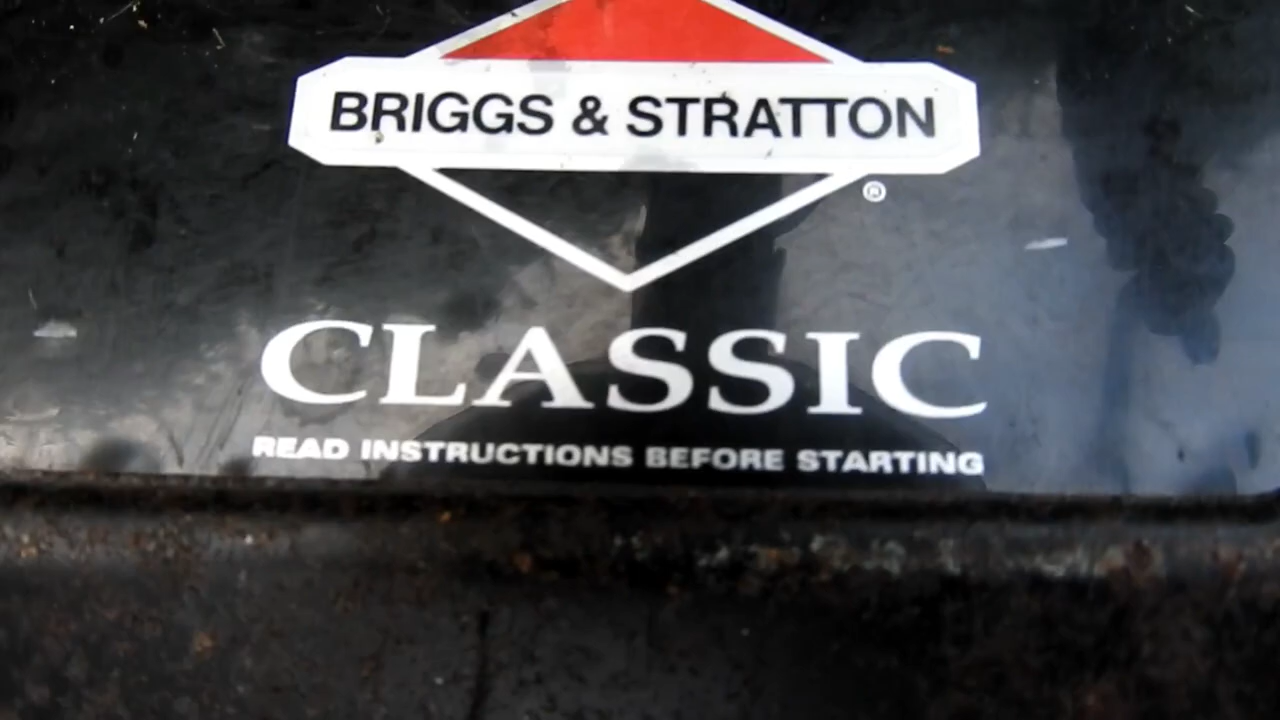 BRIGGS & STRATTON
®
CLASSIC
READ INSTRUCTIONS BEFORE STARTING